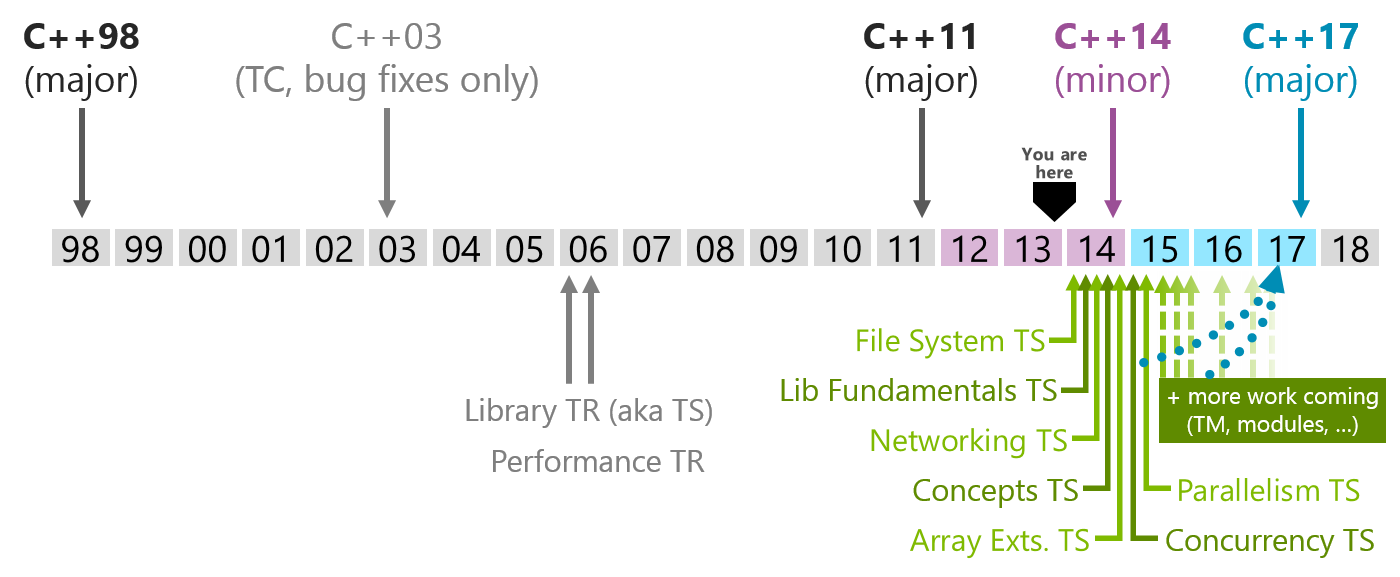 C++98
(major)
C++03
(TC, bug fixes only)
C++11
(major)
C++14
(minor)
C++17
(major)
You are
here
98 99 00 01 02 03 04 05 06 07 08 09 10 11 12 13 14 15 16 17 18
File System TS
Lib Fundamentals TS
Networking TS
Concepts TS
Array Exts. TS
Library TR (aka TS)
Performance TR
+ more work coming
(TM, modules, ...)
Parallelism TS
Concurrency TS